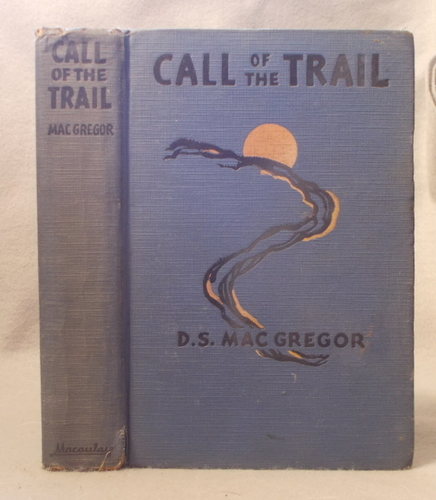 CALL
OF THE
TRAIL
MAC GREGOR
Macaulay
CALL OF THE TRAIL
D.S. MAC GREGOR